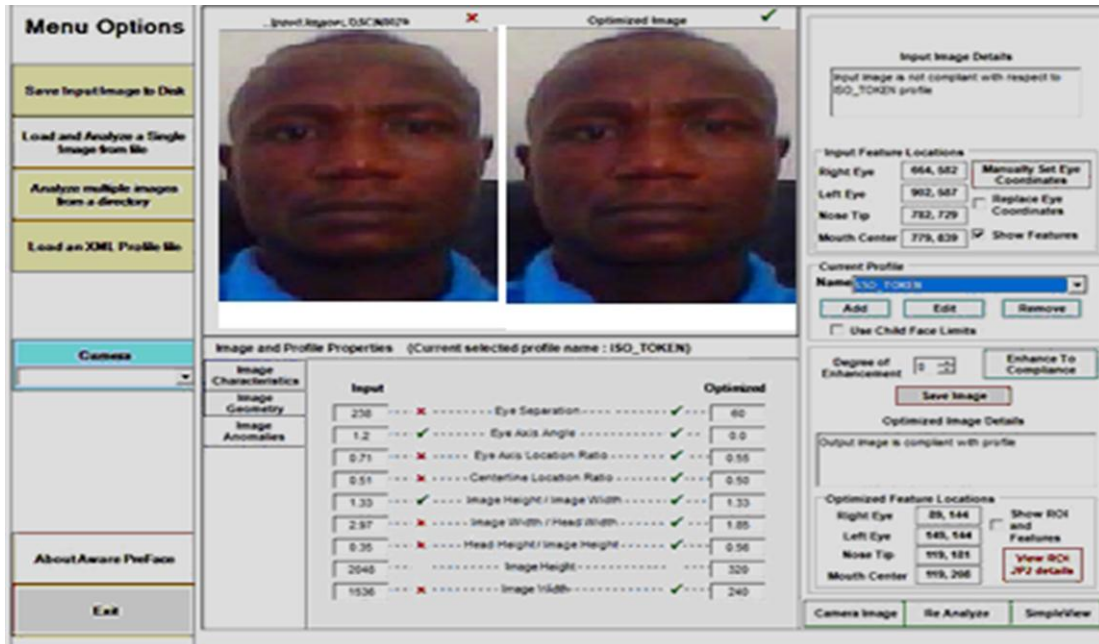 Menu Options
Save Input Image to Disk
Load and Analyze a Single
Image from file
Analyze multiple images
from a directory
Load an XML Profile file
Camera
About Aware PreFace
Exit
Input Image: DSCN0029
Optimized Image
Image and Profile Properties (Current selected profile name : ISO_TOKEN)
Image
Characteristics
Image
Geometry
Image
Anomalies
Input Optimized
238 Eye Separation 60
1.2 Eye Axis Angle 0.0
0.71 Eye Axis Location Ratio 0.55
0.51 Centerline Location Ratio 0.50
1.33 Image Height / Image Width 1.33
2.97 Image Width / Head Width 1.85
0.35 Head Height / Image Height 0.56
2048 Image Height 320
1536 Image Width 240
Input Image Details
Input image is not compliant with respect to
ISO_TOKEN profile
Input Feature Locations
Right Eye 664, 582
Left Eye 902, 587
Nose Tip 782, 729
Mouth Center 779, 839
Manually Set Eye
Coordinates
Replace Eye
Coordinates
Show Features
Current Profile
Name ISO_TOKEN
Add Edit Remove
Use Child Face Limits
Degree of
Enhancement 0
Enhance To
Compliance
Save Image
Optimized Image Details
Output image is compliant with profile
Optimized Feature Locations
Right Eye 89, 144
Left Eye 149, 144
Nose Tip 119, 181
Mouth Center 119, 208
Show ROI
and
Features
View ROI
JP2 details
Camera Image Re Analyze SimpleView